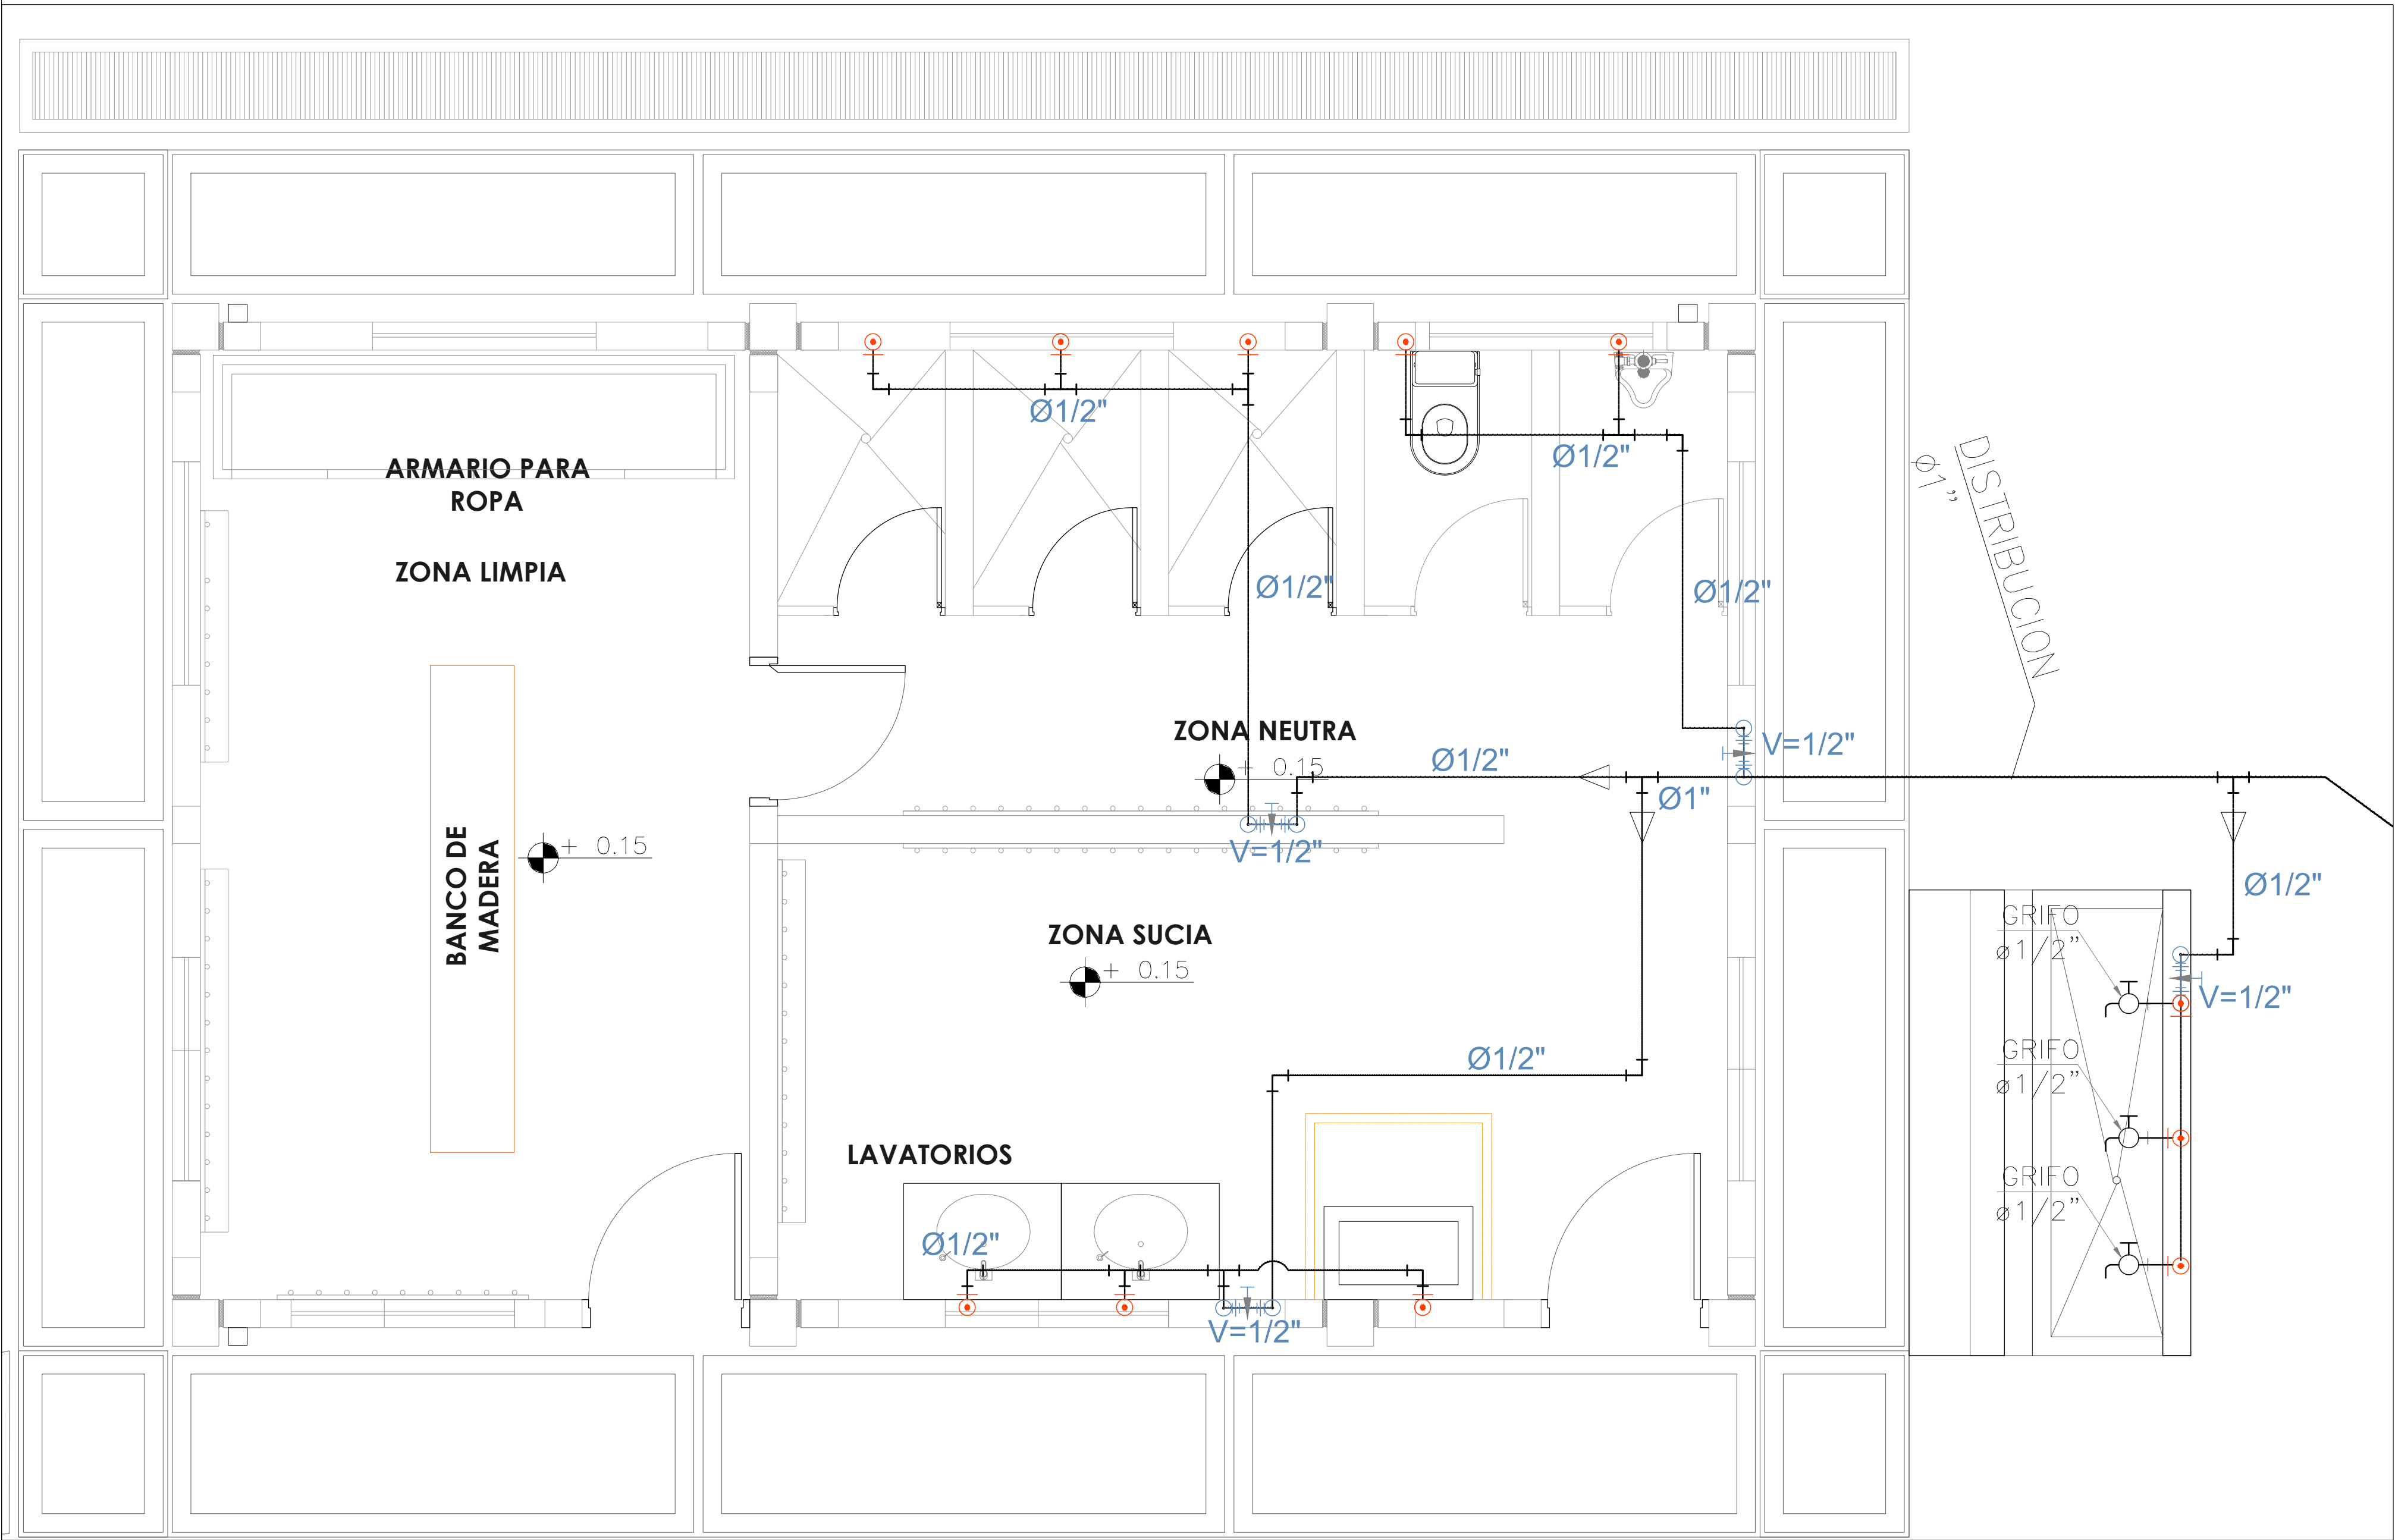 Ø1/2"
Ø1/2"
ARMARIO PARA
ROPA
ZONA LIMPIA
Ø1/2"
Ø1/2"
DISTRIBUCION
ø1"
ZONA NEUTRA
+ 0.15
Ø1/2"
V=1/2"
Ø1"
V=1/2"
BANCO DE
MADERA
+ 0.15
ZONA SUCIA
+ 0.15
Ø1/2"
GRIFO
ø1/2"
V=1/2"
GRIFO
ø1/2"
Ø1/2"
LAVATORIOS
GRIFO
ø1/2"
Ø1/2"
V=1/2"